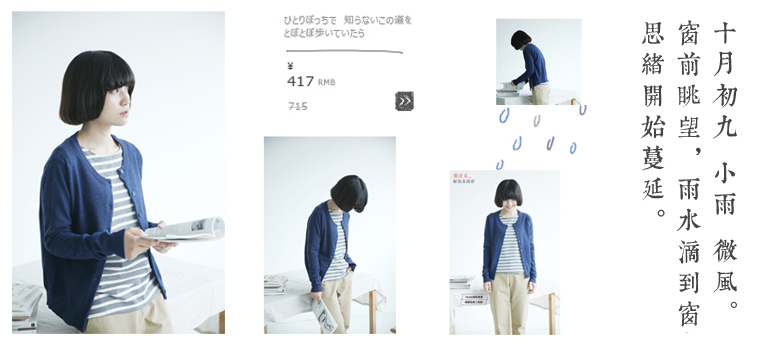 ひとりぼっちで 知らないこの道を
とぼとぼ歩いていたら
¥
417 RMB
715
十月初九 小雨 微風。
窗前眺望，雨水滴到窗
思緒開始蔓延。